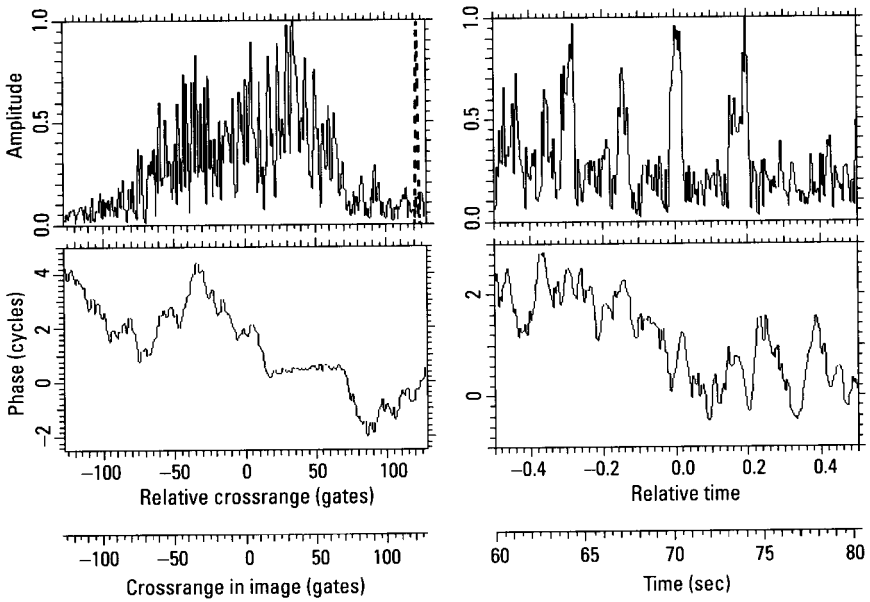 1.0
0.5
0.0
Amplitude
1.0
0.5
0.0
4
2
0
−2
Phase (cycles)
−100 −50 0 50 100
Relative crossrange (gates)
2
0
−0.4 −0.2 0.0 0.2 0.4
Relative time
−100 −50 0 50 100
Crossrange in image (gates)
60 65 70 75 80
Time (sec)